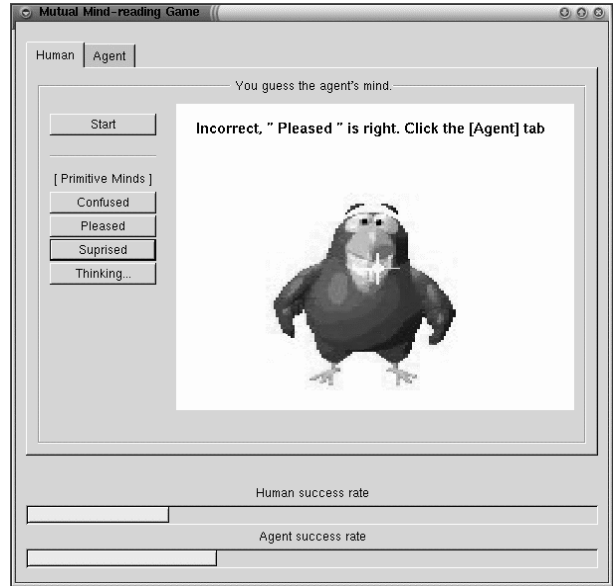 Mutual Mind-reading Game
Human Agent
You guess the agent's mind.
Start
Incorrect, " Pleased " is right. Click the [Agent] tab
[ Primitive Minds ]
Confused
Pleased
Suprised
Thinking...
Human success rate
Agent success rate